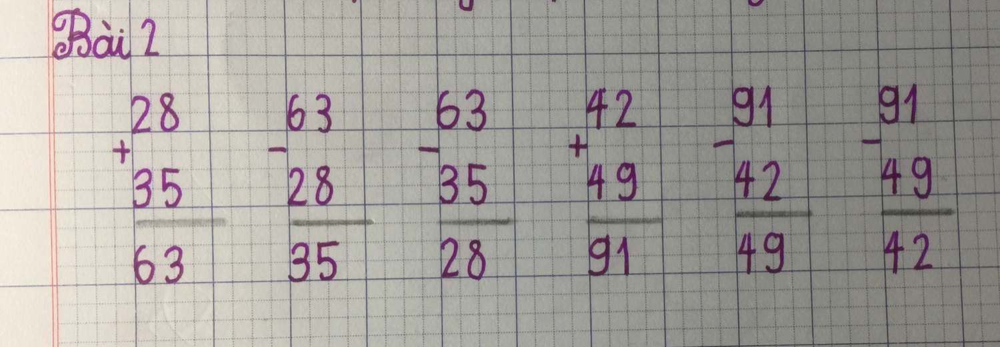 Bài 2
28 63 63 42 91 91
+ - - + - -
35 28 35 49 42 49
63 35 28 91 49 42